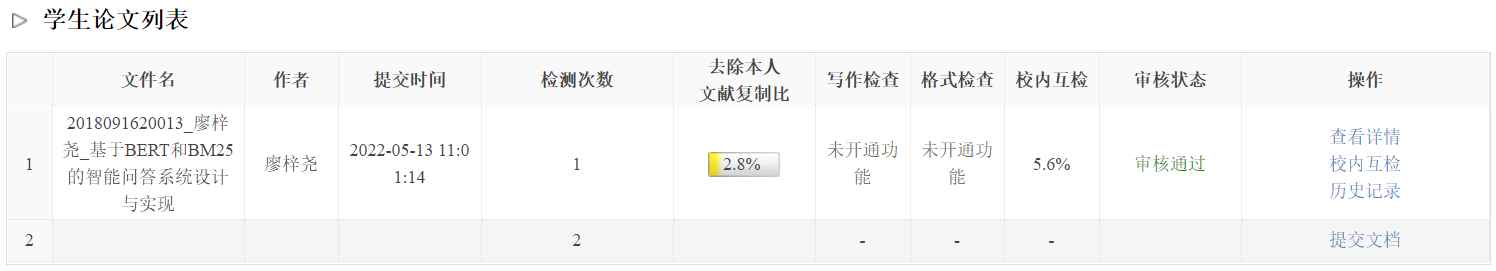 学生论文列表
文件名 作者 提交时间 检测次数 去除本人 写作检查 格式检查 校内互检 审核状态 操作
文献复制比
2018091620013_廖梓
尧_基于BERT和BM25
的智能问答系统设计
与实现
1
廖梓尧
2022-05-13 11:0
1:14
1
2.8%
未开通功
能
未开通功
能
5.6%
审核通过
查看详情
校内互检
历史记录
2 2 - - - 提交文档